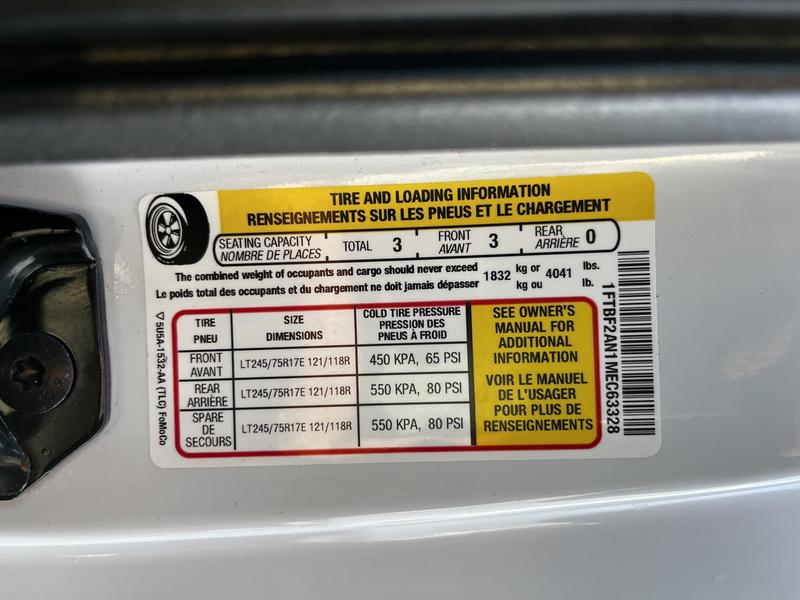 TIRE AND LOADING INFORMATION
RENSEIGNEMENTS SUR LES PNEUS ET LE CHARGEMENT
SEATING CAPACITY
NOMBRE DE PLACES
TOTAL 3
FRONT
AVANT
3
REAR
ARRIÈRE
0
The combined weight of occupants and cargo should never exceed
Le poids total des occupants et du chargement ne doit jamais dépasser
1832
kg or
kg ou
4041
lbs.
lb.
TIRE
PNEU
SIZE
DIMENSIONS
COLD TIRE PRESSURE
PRESSION DES
PNEUS À FROID
FRONT
AVANT
LT245/75R17E 121/118R
450 KPA, 65 PSI
REAR
ARRIÈRE
LT245/75R17E 121/118R
550 KPA, 80 PSI
SPARE
DE
SECOURS
LT245/75R17E 121/118R
550 KPA, 80 PSI
SEE OWNER'S
MANUAL FOR
ADDITIONAL
INFORMATION
VOIR LE MANUEL
DE L'USAGER
POUR PLUS DE
RENSEIGNEMENTS
5U5A-1532-AA (TLC) FoMoCo
1FTBF2AN1MEC63328